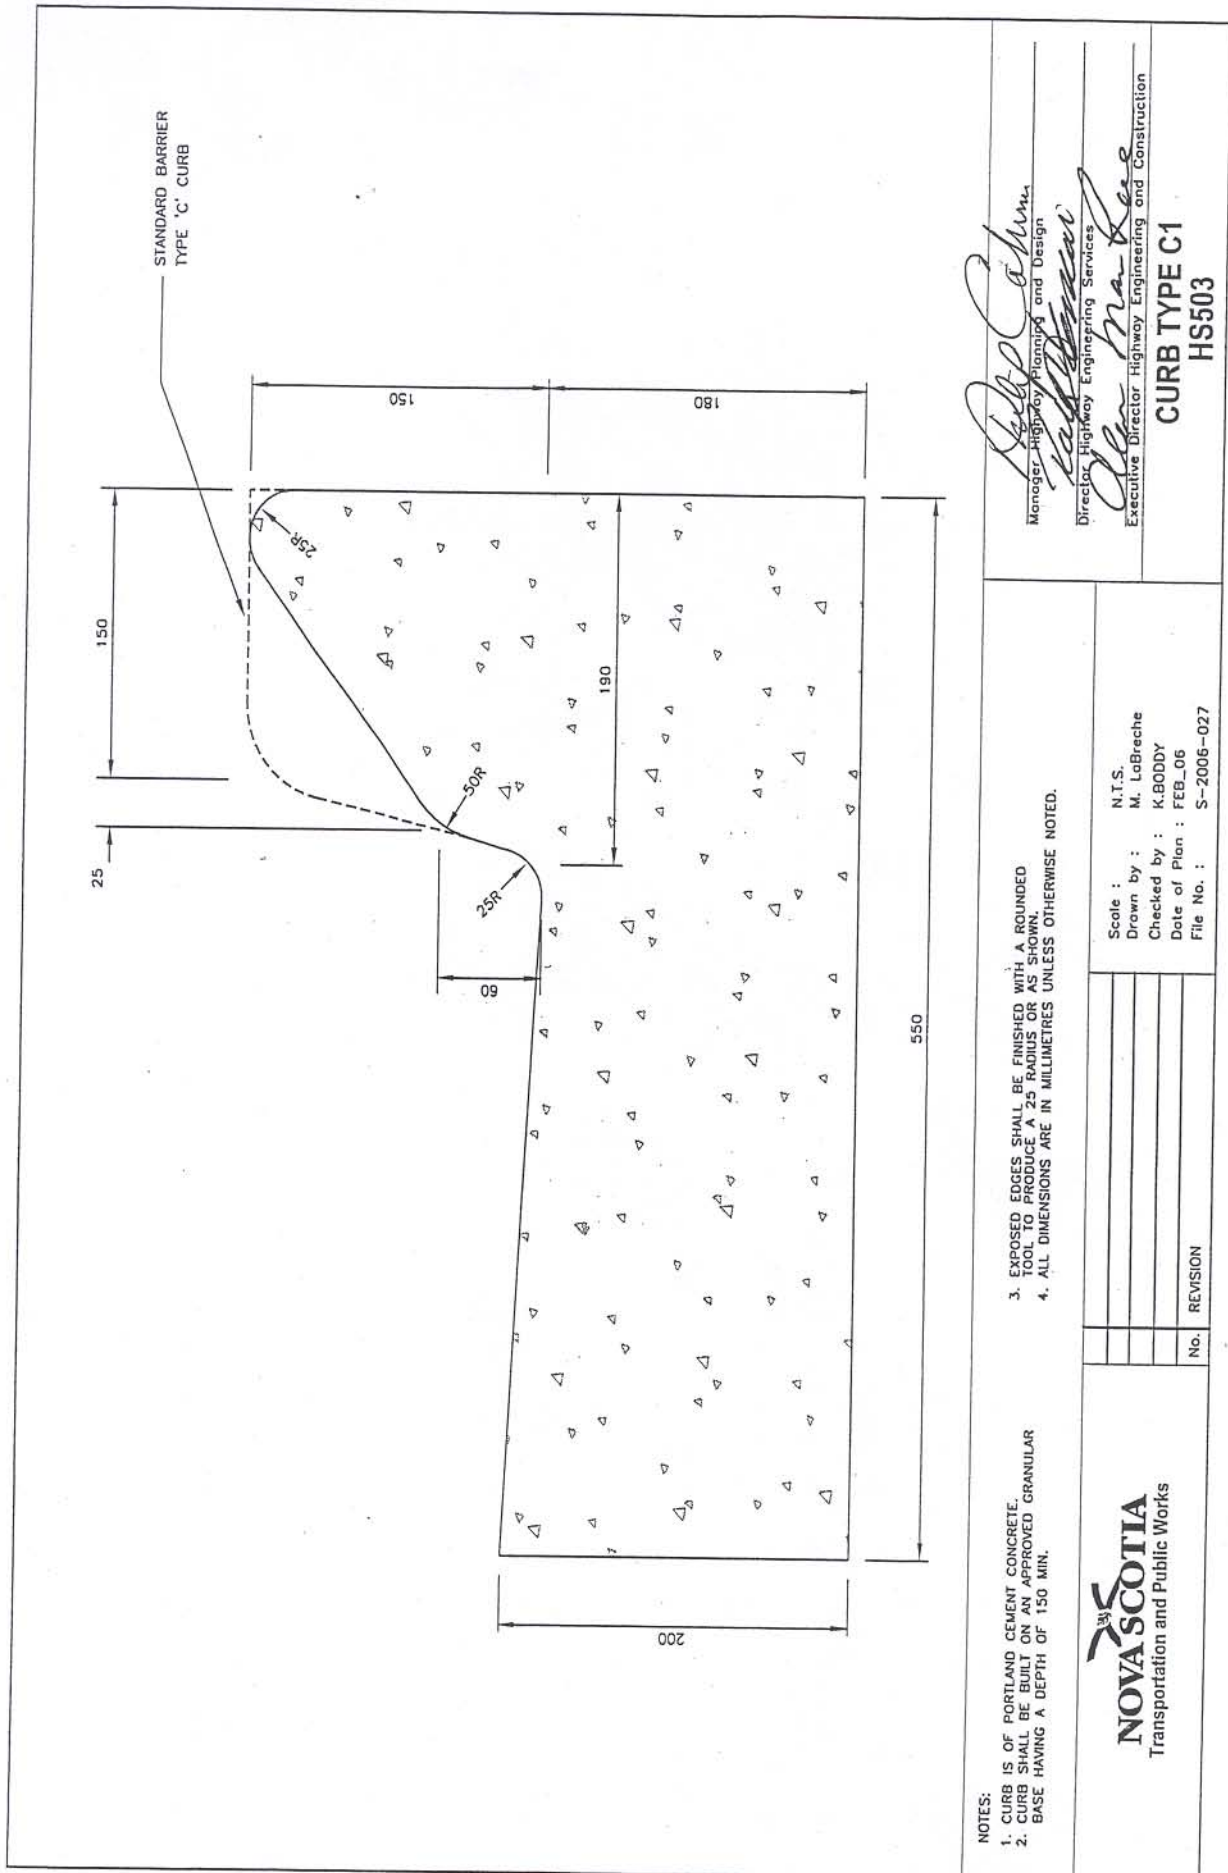 STANDARD BARRIER
TYPE 'C' CURB
150
25
25R
50R
25R
60
190
150
180
200
550
NOTES:
1. CURB IS OF PORTLAND CEMENT CONCRETE.
2. CURB SHALL BE BUILT ON AN APPROVED GRANULAR
BASE HAVING A DEPTH OF 150 MIN.
3. EXPOSED EDGES SHALL BE FINISHED WITH A ROUNDED
TOOL TO PRODUCE A 25 RADIUS OR AS SHOWN.
4. ALL DIMENSIONS ARE IN MILLIMETRES UNLESS OTHERWISE NOTED.
NOVA SCOTIA
Transportation and Public Works
No. REVISION
Scale : N.T.S.
Drawn by : M. LaBreche
Checked by : K.BODDY
Date of Plan : FEB_06
File No. : S-2006-027
Manager Highway Planning and Design
Director Highway Engineering Services
Executive Director Highway Engineering and Construction
CURB TYPE C1
HS503